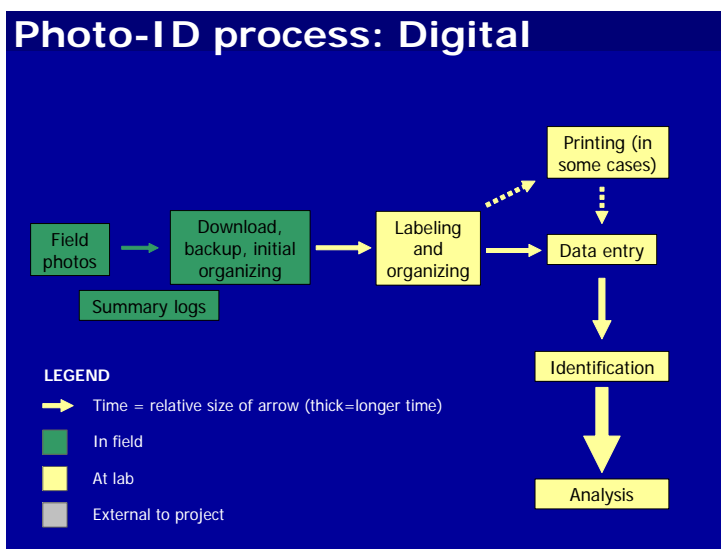 Photo-ID process: Digital
Printing (in
some cases)
Field
photos
Download,
backup, initial
organizing
Labeling
and
organizing
Data entry
Summary logs
Identification
Analysis
LEGEND
Time = relative size of arrow (thick=longer time)
In field
At lab
External to project